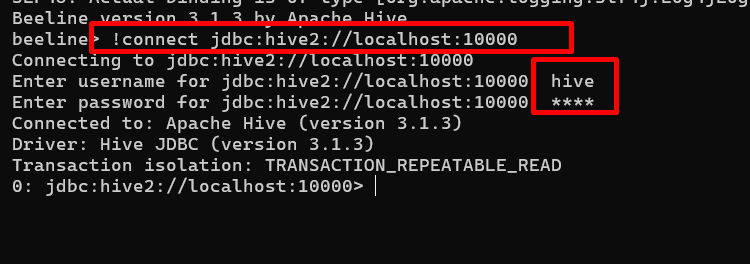 Beeline version 3.1.3 by Apache Hive
beeline> !connect jdbc:hive2://localhost:10000
Connecting to jdbc:hive2://localhost:10000
Enter username for jdbc:hive2://localhost:10000 hive
Enter password for jdbc:hive2://localhost:10000 ****
Connected to: Apache Hive (version 3.1.3)
Driver: Hive JDBC (version 3.1.3)
Transaction isolation: TRANSACTION_REPEATABLE_READ
0: jdbc:hive2://localhost:10000>